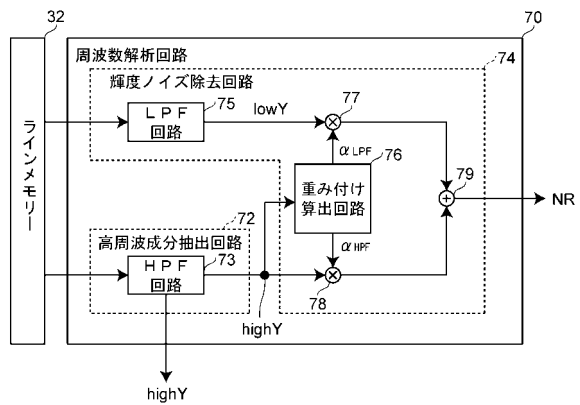 32
70
周波数解析回路
74
輝度ノイズ除去回路
ラインメモリー
LPF
回路
75
lowY
77
αLPF
76
重み付け
算出回路
79
NR
72
高周波成分抽出回路
HPF
回路
73
αHPF
78
highY
highY